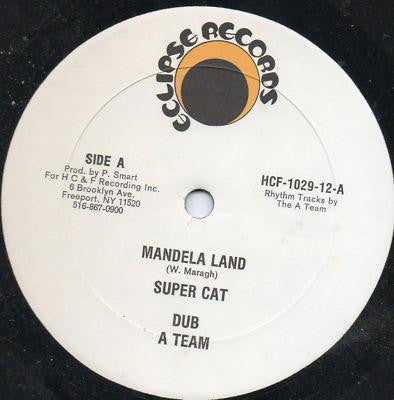 ECLIPSE RECORDS
SIDE A
Prod. by P. Smart
For H C & F Recording Inc.
6 Brooklyn Ave.
Freeport, NY 11520
516-867-0900
HCF-1029-12-A
Rhythm Tracks by
The A Team
MANDELA LAND
(W. Maragh)
SUPER CAT
DUB
A TEAM